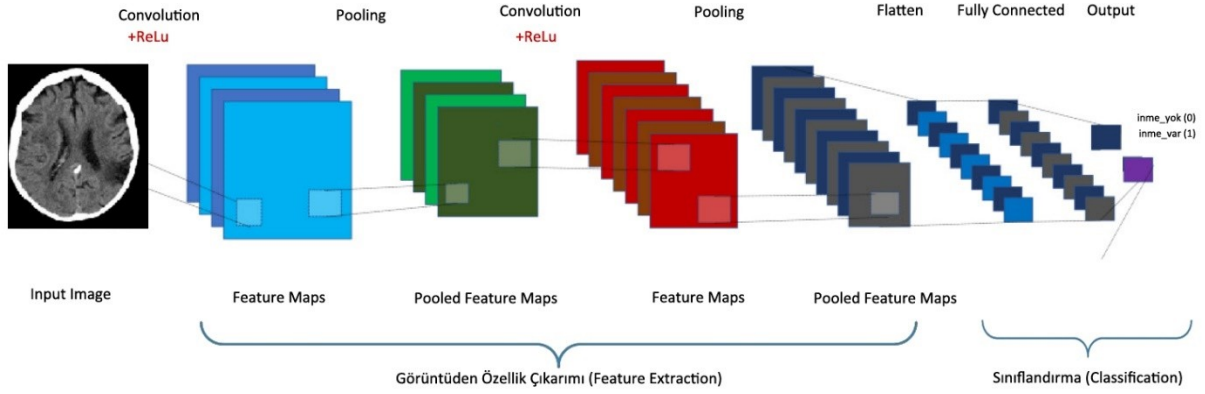 Convolution
+ReLu
Pooling
Convolution
+ReLu
Pooling
Flatten
Fully Connected
Output
inme_yok (0)
inme_var (1)
Input Image
Feature Maps
Pooled Feature Maps
Feature Maps
Pooled Feature Maps
Görüntüden Özellik Çıkarımı (Feature Extraction)
Sınıflandırma (Classification)